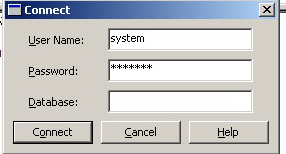 Connect
User Name: system
Password: *******
Database:
Connect Cancel Help